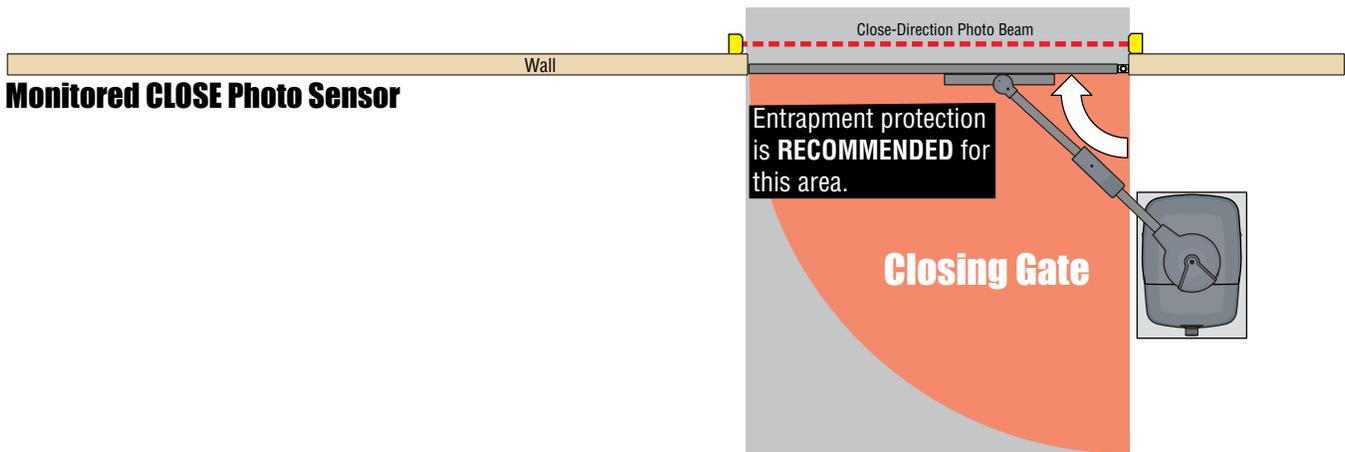 Close-Direction Photo Beam
Wall
Monitored CLOSE Photo Sensor
Entrapment protection
is RECOMMENDED for
this area.
Closing Gate